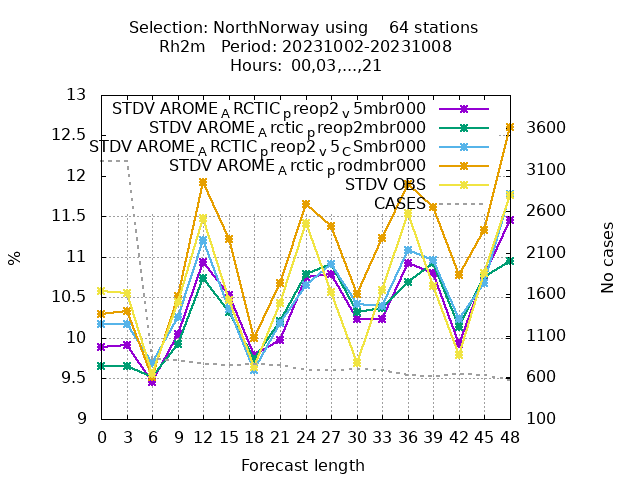 Selection: NorthNorway using    64 stations
Rh2m   Period: 20231002-20231008
Hours:  00,03,...,21
STDV AROME_ARCTIC_preop2_v5mbr000
STDV AROME_Arctic_preop2mbr000
STDV AROME_ARCTIC_preop2_v5_CSmbr000
STDV AROME_Arctic_prodmbr000
STDV OBS
CASES
13
12.5
12
11.5
11
10.5
10
9.5
9
%
3600
3100
2600
2100
1600
1100
600
100
No cases
0 3 6 9 12 15 18 21 24 27 30 33 36 39 42 45 48
Forecast length